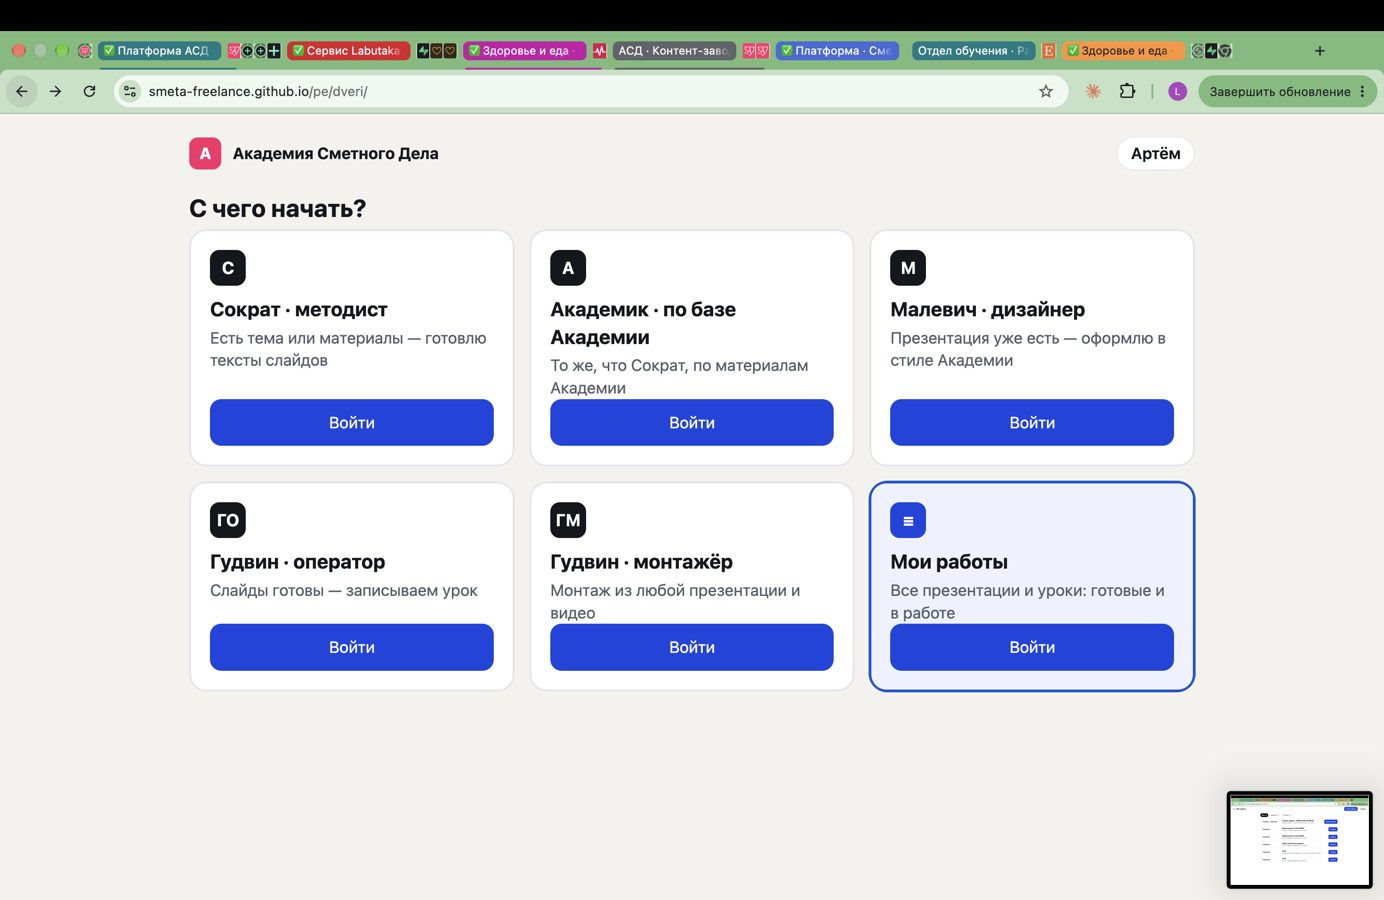 Платформа АСД
Сервис Labutaka
Здоровье и еда ·
АСД · Контент-заво
Платформа · Сме
Отдел обучения · Р
Здоровье и еда ·
smeta-freelance.github.io/pe/dveri/
L
Завершить обновление
А
Академия Сметного Дела
Артём
С чего начать?
С
Сократ · методист
Есть тема или материалы — готовлю
тексты слайдов
Войти
А
Академик · по базе
Академии
То же, что Сократ, по материалам
Академии
Войти
М
Малевич · дизайнер
Презентация уже есть — оформлю в
стиле Академии
Войти
ГО
Гудвин · оператор
Слайды готовы — записываем урок
Войти
ГМ
Гудвин · монтажёр
Монтаж из любой презентации и
видео
Войти
Мои работы
Все презентации и уроки: готовые и
в работе
Войти